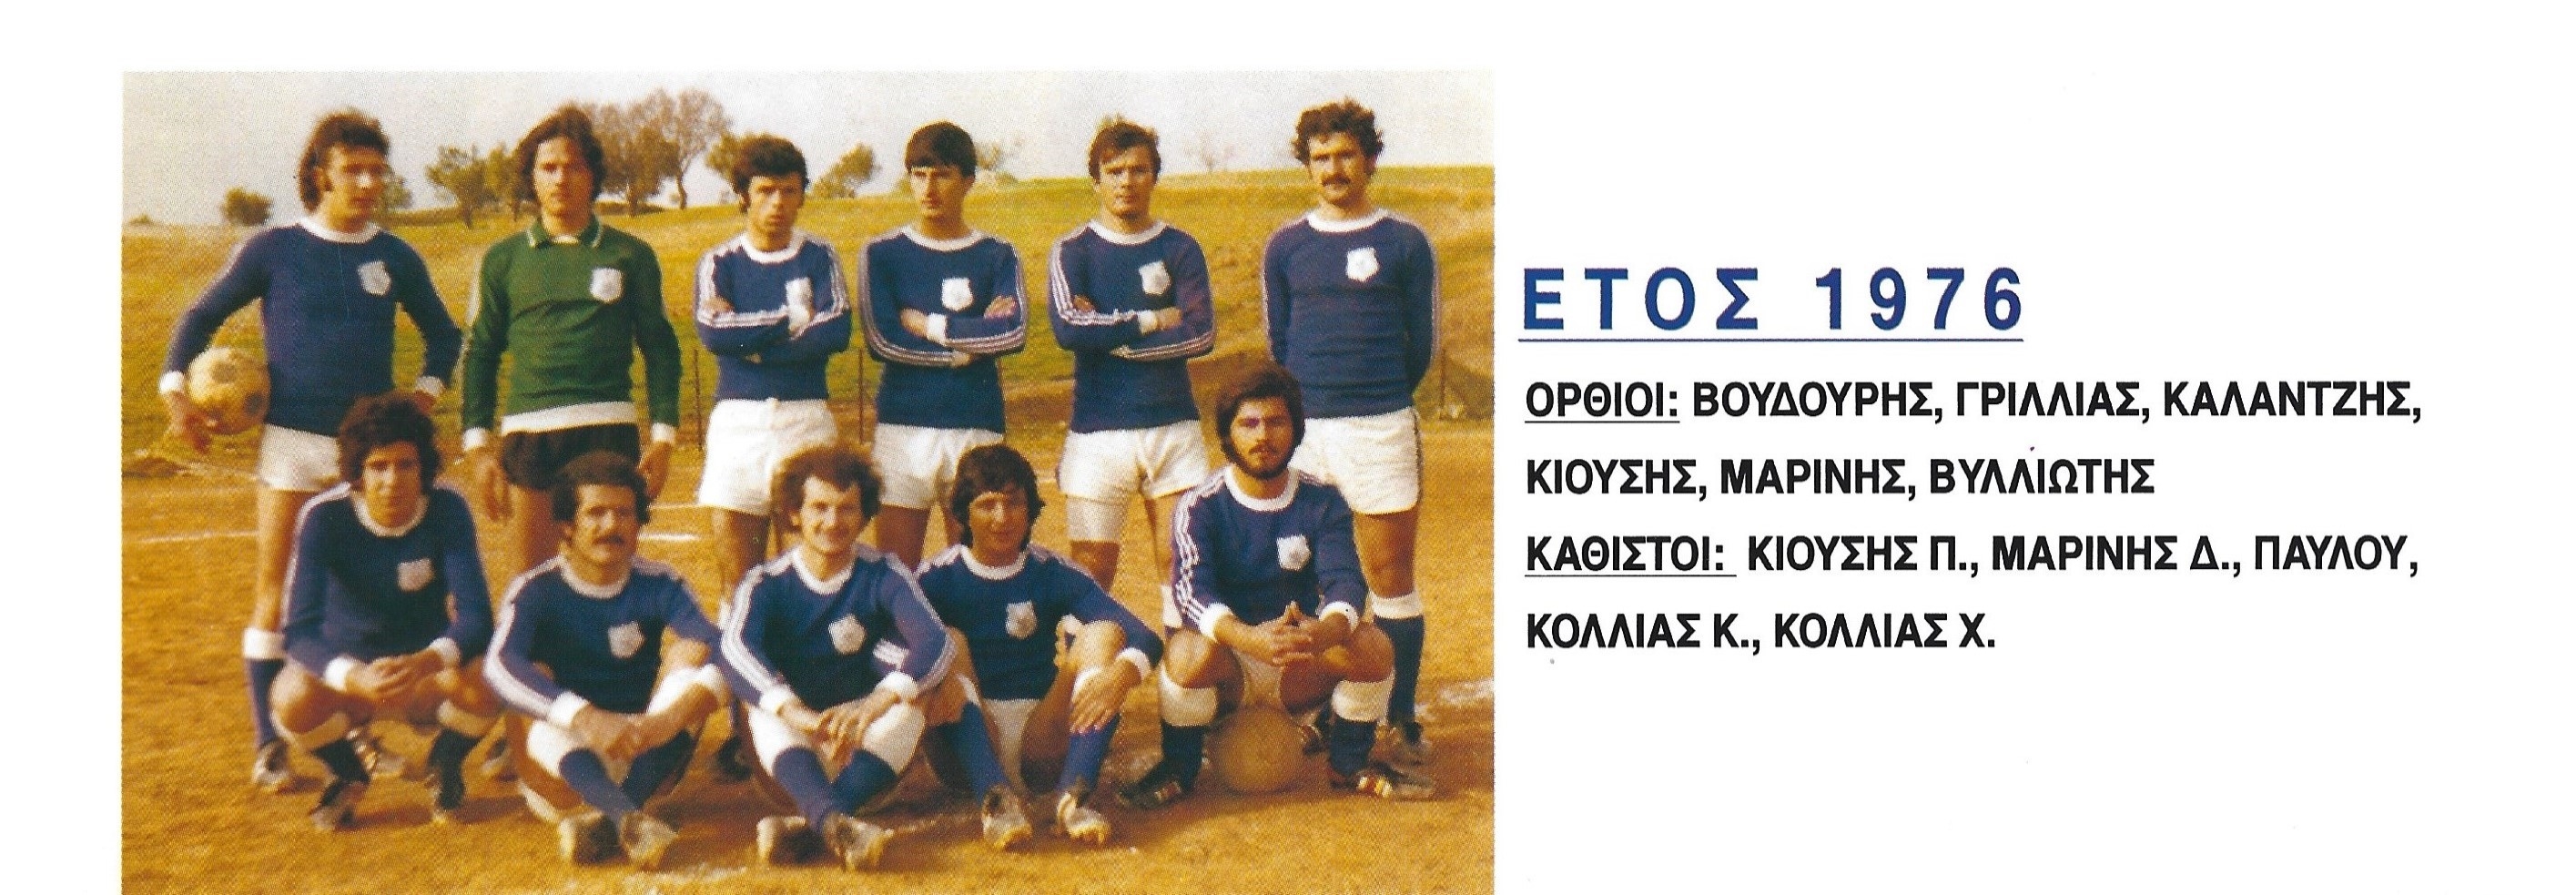 ΕΤΟΣ 1976
ΟΡΘΙΟΙ: ΒΟΥΔΟΥΡΗΣ, ΓΡΙΛΛΙΑΣ, ΚΑΛΑΝΤΖΗΣ,
ΚΙΟΥΣΗΣ, ΜΑΡΙΝΗΣ, ΒΥΛΛΙΩΤΗΣ
ΚΑΘΙΣΤΟΙ: ΚΙΟΥΣΗΣ Π., ΜΑΡΙΝΗΣ Δ., ΠΑΥΛΟΥ,
ΚΟΛΛΙΑΣ Κ., ΚΟΛΛΙΑΣ Χ.